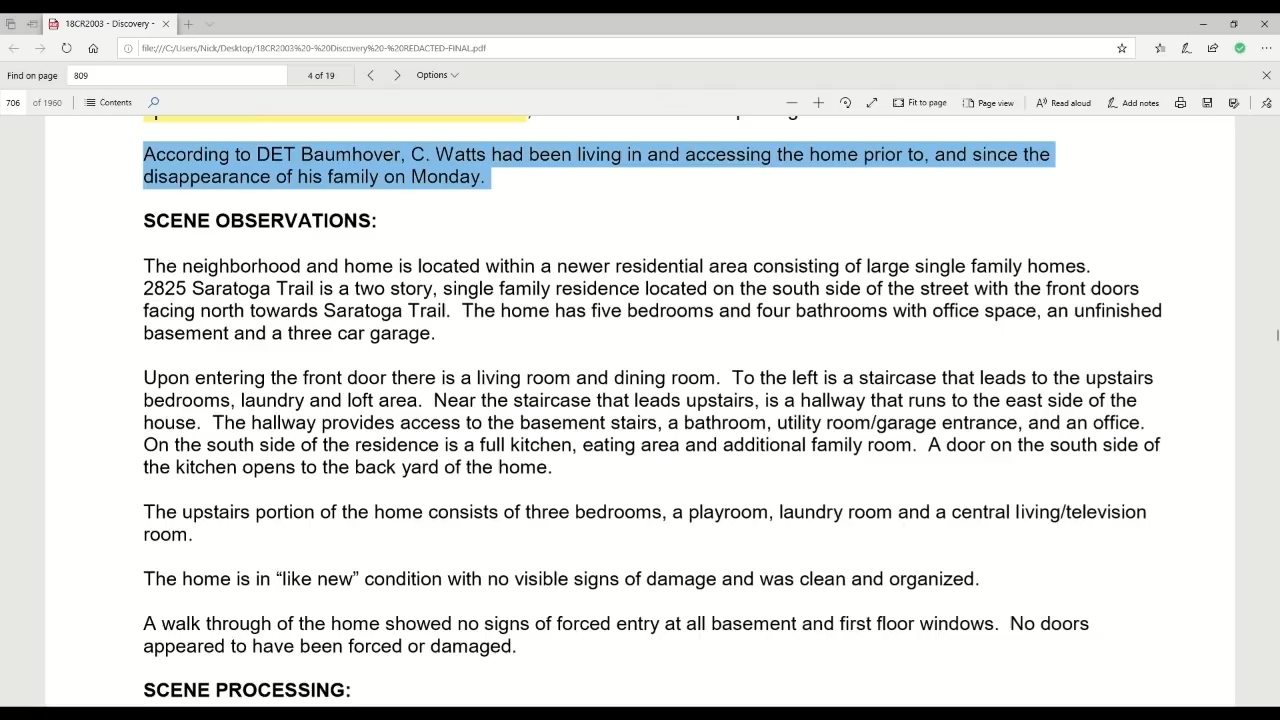 18CR2003 - Discovery -
file:///C:/Users/Nick/Desktop/18CR2003%20-%20Discovery%20-%20REDACTED-FINAL.pdf
Find on page 809 4 of 19 Options
706 of 1960 Contents Fit to page Page view Read aloud Add notes
According to DET Baumhover, C. Watts had been living in and accessing the home prior to, and since the
disappearance of his family on Monday.
SCENE OBSERVATIONS:
The neighborhood and home is located within a newer residential area consisting of large single family homes.
2825 Saratoga Trail is a two story, single family residence located on the south side of the street with the front doors
facing north towards Saratoga Trail. The home has five bedrooms and four bathrooms with office space, an unfinished
basement and a three car garage.
Upon entering the front door there is a living room and dining room. To the left is a staircase that leads to the upstairs
bedrooms, laundry and loft area. Near the staircase that leads upstairs, is a hallway that runs to the east side of the
house. The hallway provides access to the basement stairs, a bathroom, utility room/garage entrance, and an office.
On the south side of the residence is a full kitchen, eating area and additional family room. A door on the south side of
the kitchen opens to the back yard of the home.
The upstairs portion of the home consists of three bedrooms, a playroom, laundry room and a central living/television
room.
The home is in “like new” condition with no visible signs of damage and was clean and organized.
A walk through of the home showed no signs of forced entry at all basement and first floor windows. No doors
appeared to have been forced or damaged.
SCENE PROCESSING: